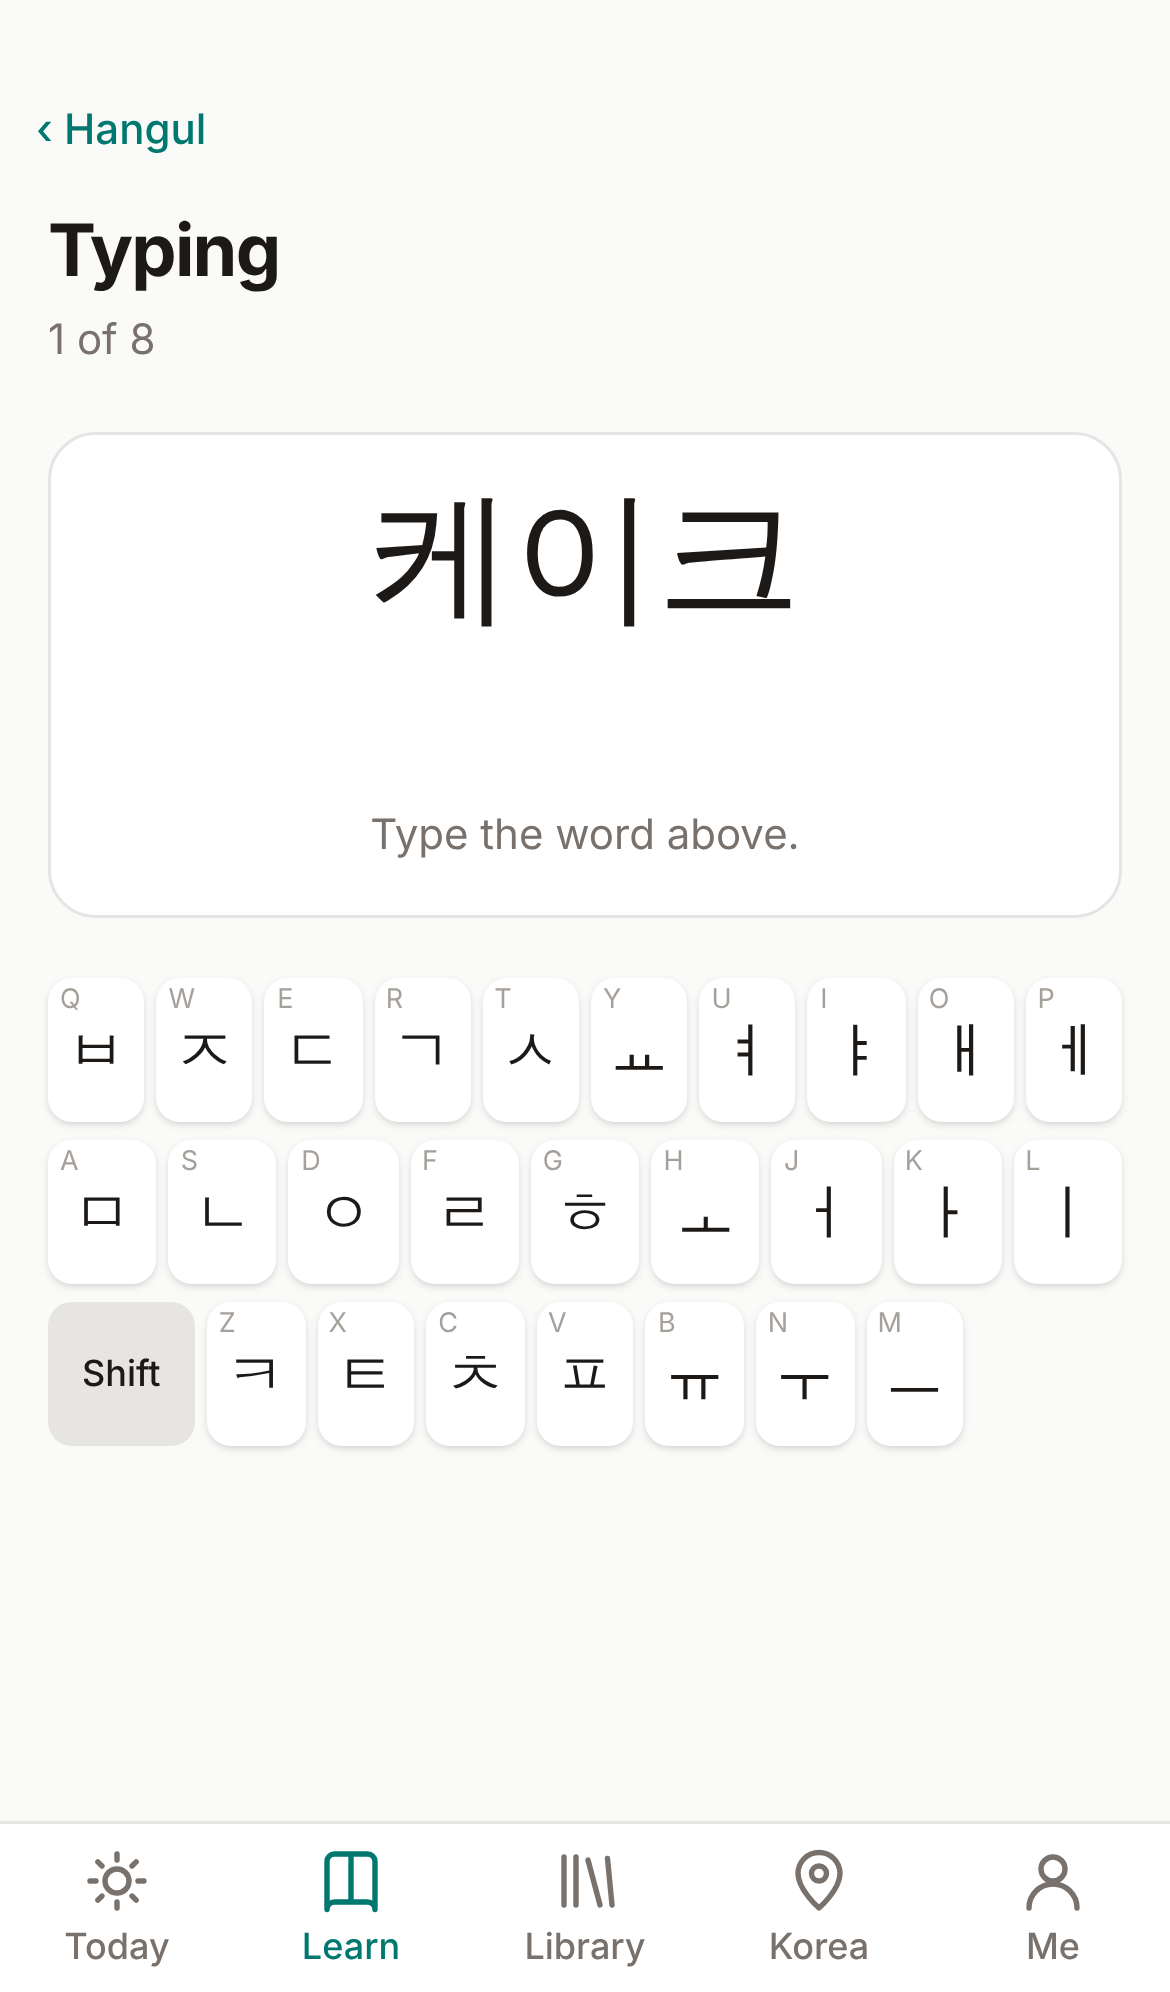 ‹ Hangul
Typing
1 of 8
케이크
Type the word above.
Q W E R T Y U I O P
ㅂ ㅈ ㄷ ㄱ ㅅ ㅛ ㅕ ㅑ ㅐ ㅔ
A S D F G H J K L
ㅁ ㄴ ㅇ ㄹ ㅎ ㅗ ㅓ ㅏ ㅣ
Z X C V B N M
Shift ㅋ ㅌ ㅊ ㅍ ㅠ ㅜ ㅡ
Today Learn Library Korea Me